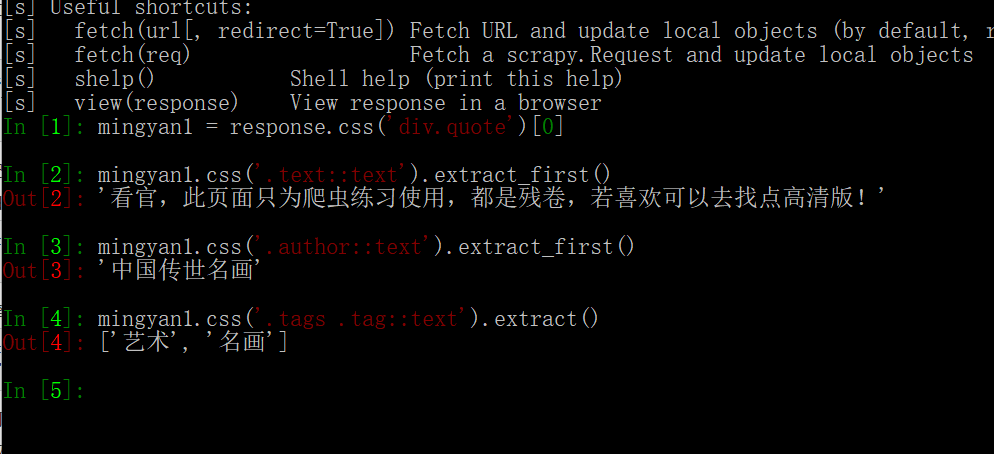 [s] Useful shortcuts:
[s]   fetch(url[, redirect=True]) Fetch URL and update local objects (by default, r
[s]   fetch(req)                  Fetch a scrapy.Request and update local objects
[s]   shelp()           Shell help (print this help)
[s]   view(response)    View response in a browser
In [1]: mingyan1 = response.css('div.quote')[0]
In [2]: mingyan1.css('.text::text').extract_first()
Out[2]: '看官，此页面只为爬虫练习使用，都是残卷，若喜欢可以去找点高清版！'
In [3]: mingyan1.css('.author::text').extract_first()
Out[3]: '中国传世名画'
In [4]: mingyan1.css('.tags .tag::text').extract()
Out[4]: ['艺术', '名画']
In [5]: